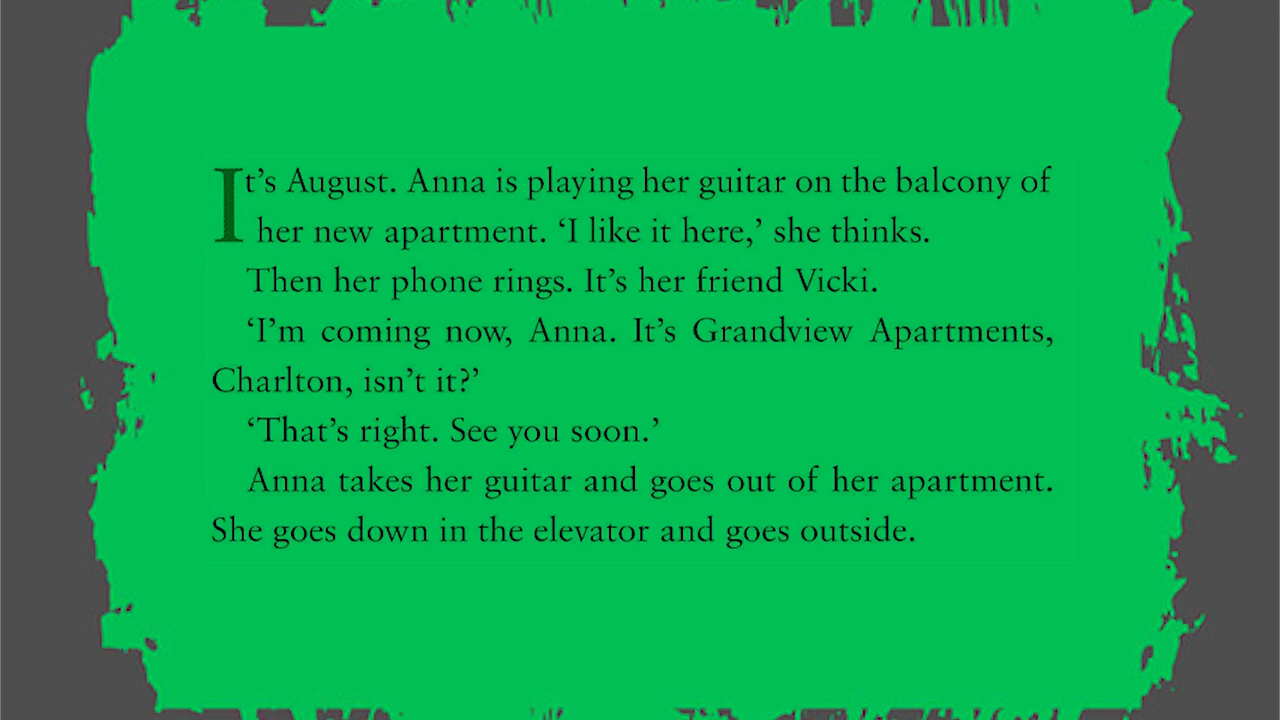 It’s August. Anna is playing her guitar on the balcony of
her new apartment. ‘I like it here,’ she thinks.
Then her phone rings. It’s her friend Vicki.
‘I’m coming now, Anna. It’s Grandview Apartments,
Charlton, isn’t it?’
‘That’s right. See you soon.’
Anna takes her guitar and goes out of her apartment.
She goes down in the elevator and goes outside.